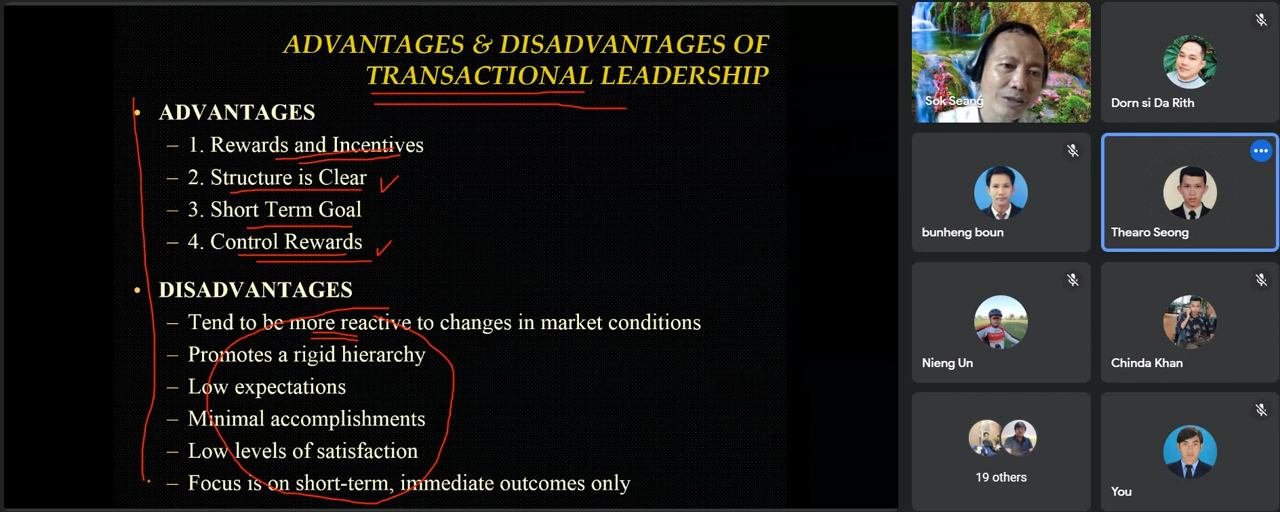 ADVANTAGES & DISADVANTAGES OF
TRANSACTIONAL LEADERSHIP
• ADVANTAGES
– 1. Rewards and Incentives
– 2. Structure is Clear
– 3. Short Term Goal
– 4. Control Rewards
• DISADVANTAGES
– Tend to be more reactive to changes in market conditions
– Promotes a rigid hierarchy
– Low expectations
– Minimal accomplishments
– Low levels of satisfaction
– Focus is on short-term, immediate outcomes only
Sok Seang
Dorn si Da Rith
bunheng boun
Thearo Seong
Nieng Un
Chinda Khan
19 others
You